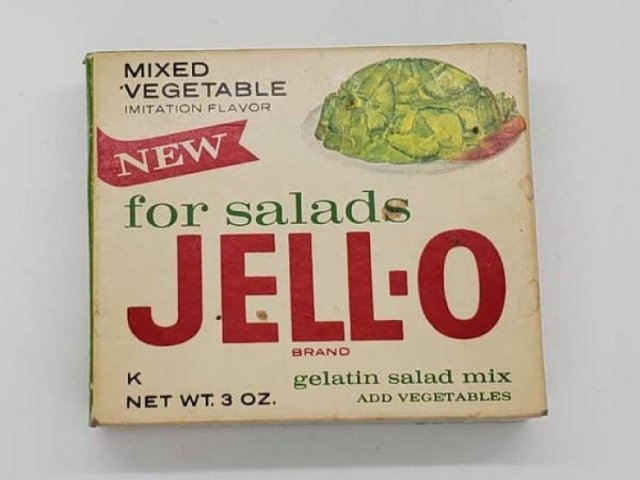 MIXED
VEGETABLE
IMITATION FLAVOR
NEW
for salads
JELL-O
BRAND
K
gelatin salad mix
NET WT. 3 OZ.
ADD VEGETABLES